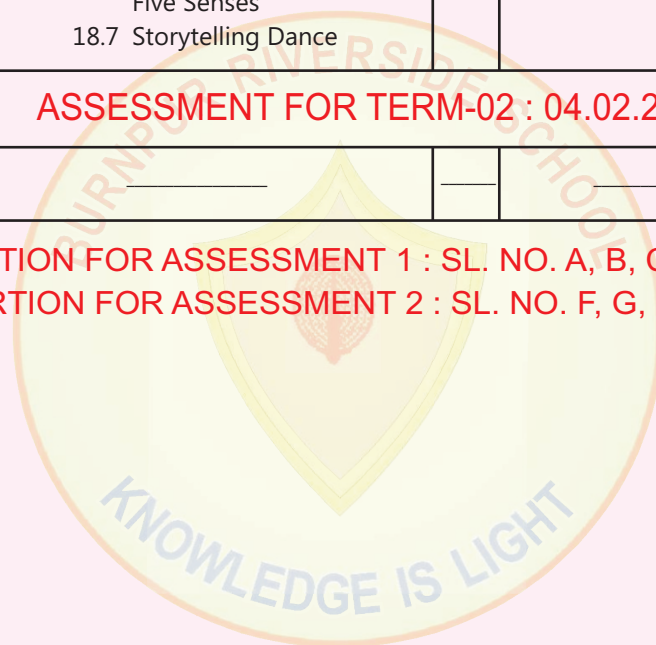 Five Senses
18.7 Storytelling Dance
ASSESSMENT FOR TERM-02 : 04.02.2
TION FOR ASSESSMENT 1 : SL. NO. A, B, C
RTION FOR ASSESSMENT 2 : SL. NO. F, G,
BURNPUR RIVERSIDE SCHOOL
KNOWLEDGE IS LIGHT